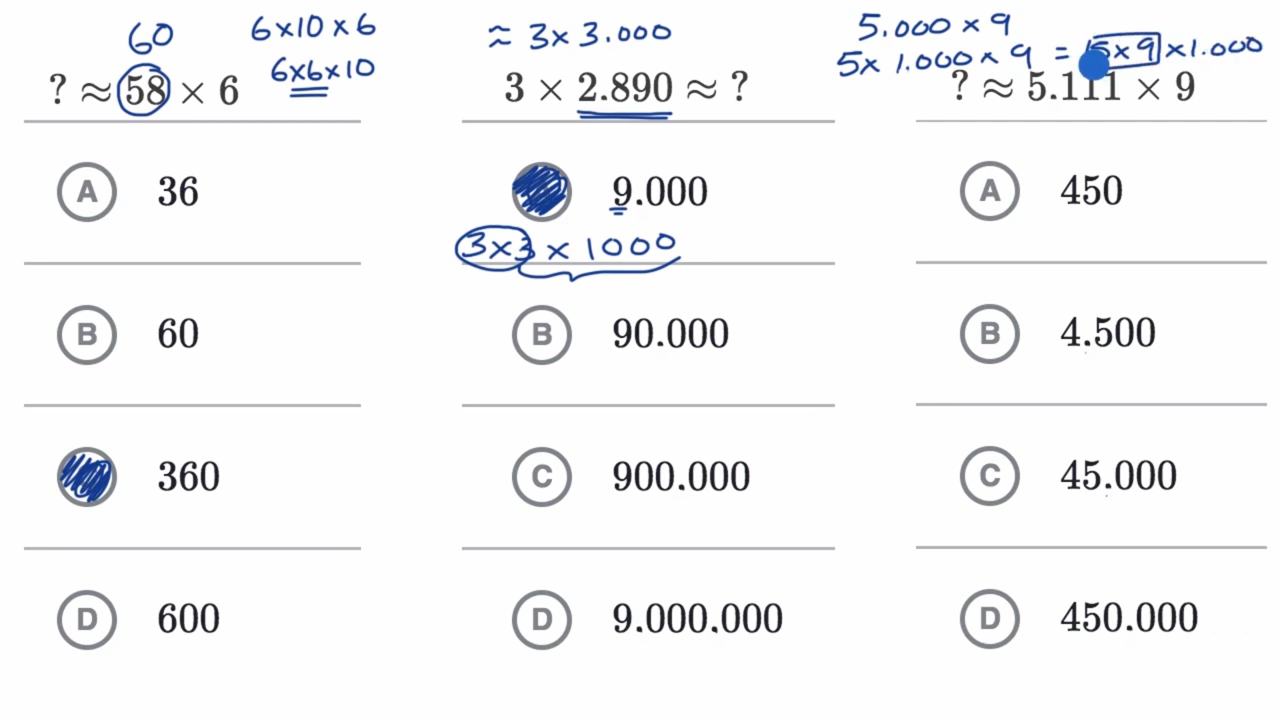 60
6×10×6
6×6×10
? ≈ 58 × 6
A 36
B 60
360
D 600
≈ 3× 3.000
3 × 2.890 ≈ ?
9.000
3×3 × 1000
B 90.000
C 900.000
D 9.000.000
5.000 × 9
5× 1.000 × 9 = 5×9 ×1.000
? ≈ 5.111 × 9
A 450
B 4.500
C 45.000
D 450.000